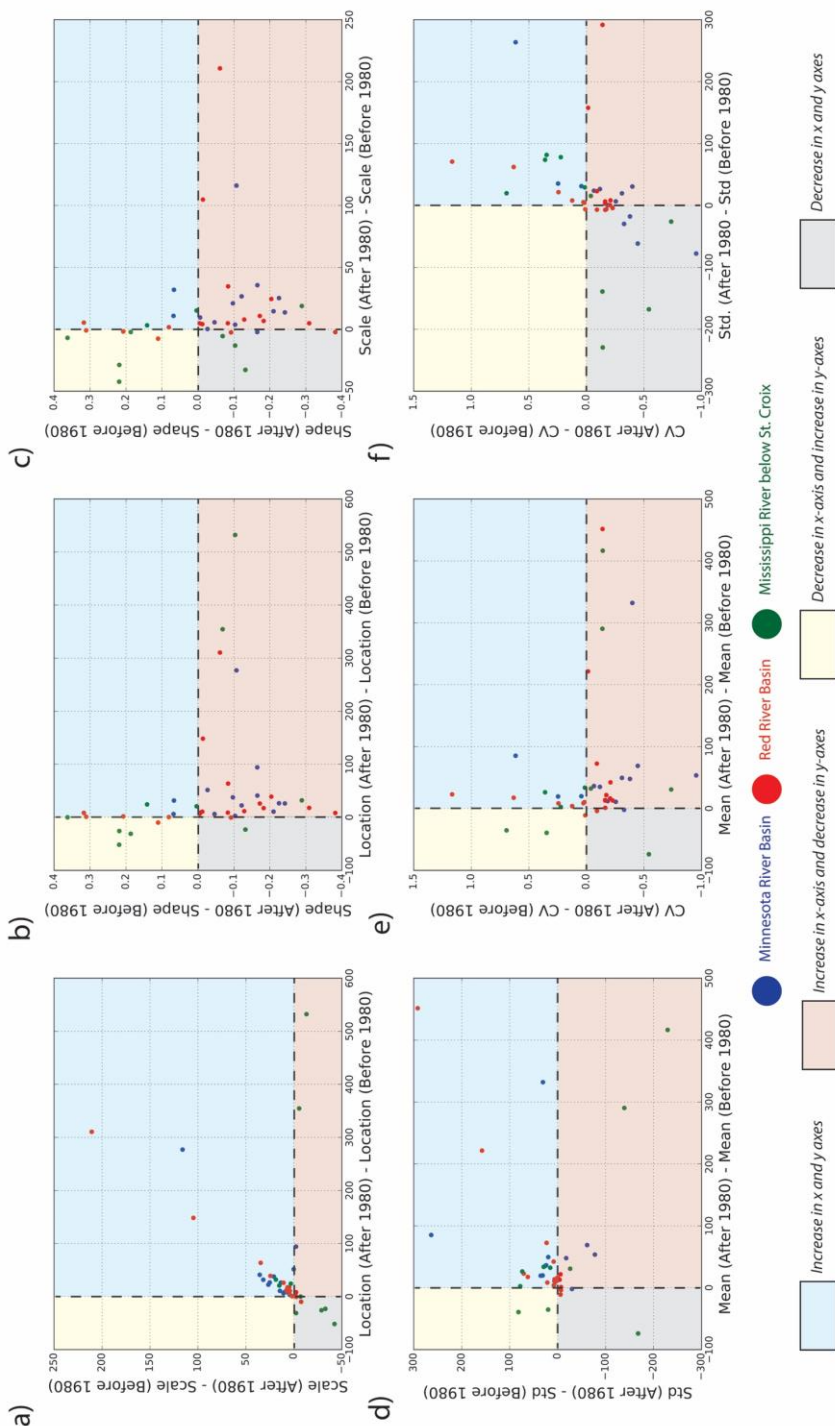 a)
Scale (After 1980) - Scale (Before 1980)
250
200
150
100
50
0
−50
−100 0 100 200 300 400 500 600
Location (After 1980) - Location (Before 1980)
b)
Shape (After 1980 - Shape (Before 1980)
0.4
0.3
0.2
0.1
0.0
−0.1
−0.2
−0.3
−0.4
−100 0 100 200 300 400 500 600
Location (After 1980) - Location (Before 1980)
c)
Shape (After 1980 - Shape (Before 1980)
0.4
0.3
0.2
0.1
0.0
−0.1
−0.2
−0.3
−0.4
−50 0 50 100 150 200 250
Scale (After 1980) - Scale (Before 1980)
d)
Std (After 1980) - Std (Before 1980)
300
200
100
0
−100
−200
−300
−100 0 100 200 300 400 500
Mean (After 1980) - Mean (Before 1980)
e)
CV (After 1980 - CV (Before 1980)
1.5
1.0
0.5
0.0
−0.5
−1.0
−100 0 100 200 300 400 500
Mean (After 1980) - Mean (Before 1980)
f)
CV (After 1980 - CV (Before 1980)
1.5
1.0
0.5
0.0
−0.5
−1.0
−300 −200 −100 0 100 200 300
Std. (After 1980 - Std (Before 1980)
Minnesota River Basin Red River Basin Mississippi River below St. Croix
Increase in x and y axes Increase in x-axis and decrease in y-axes Decrease in x-axis and increase in y-axes Decrease in x and y axes